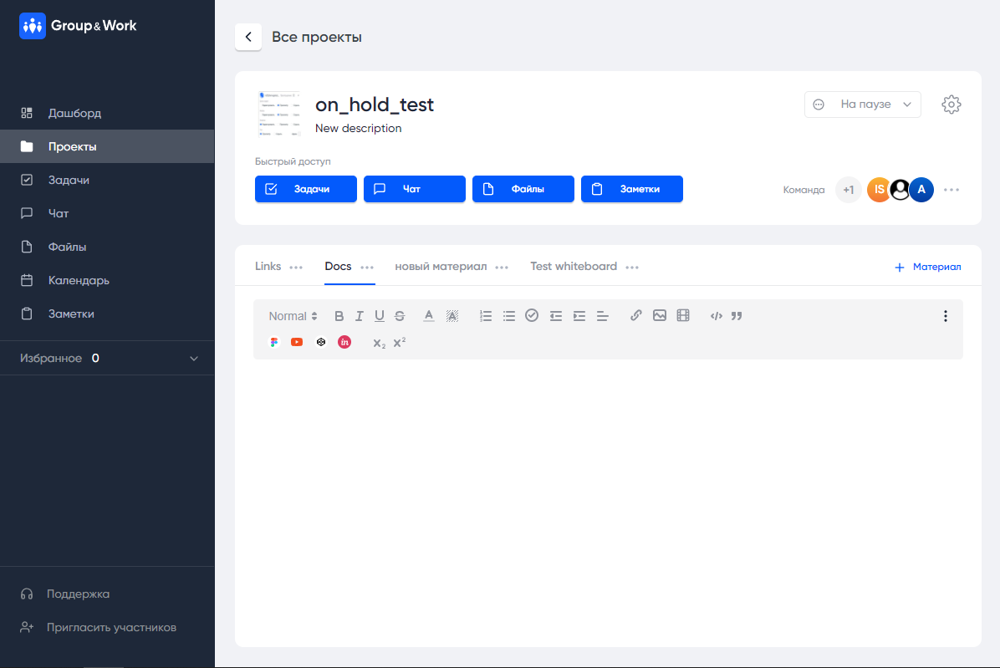 Group & Work
Дашборд
Проекты
Задачи
Чат
Файлы
Календарь
Заметки
Избранное 0
Поддержка
Пригласить участников
Все проекты
on_hold_test
New description
На паузе
Быстрый доступ
Задачи Чат Файлы Заметки
Команда +1 IS A
Links Docs новый материал Test whiteboard + Материал
Normal B I U S A A
X₂ X²